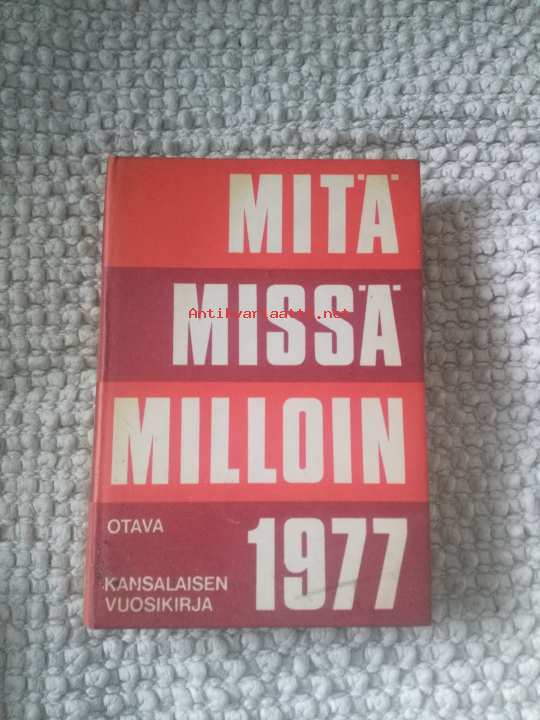 MITÄ
MISSÄ
Antikvariaatti.net
MILLOIN
OTAVA
1977
KANSALAISEN
VUOSIKIRJA